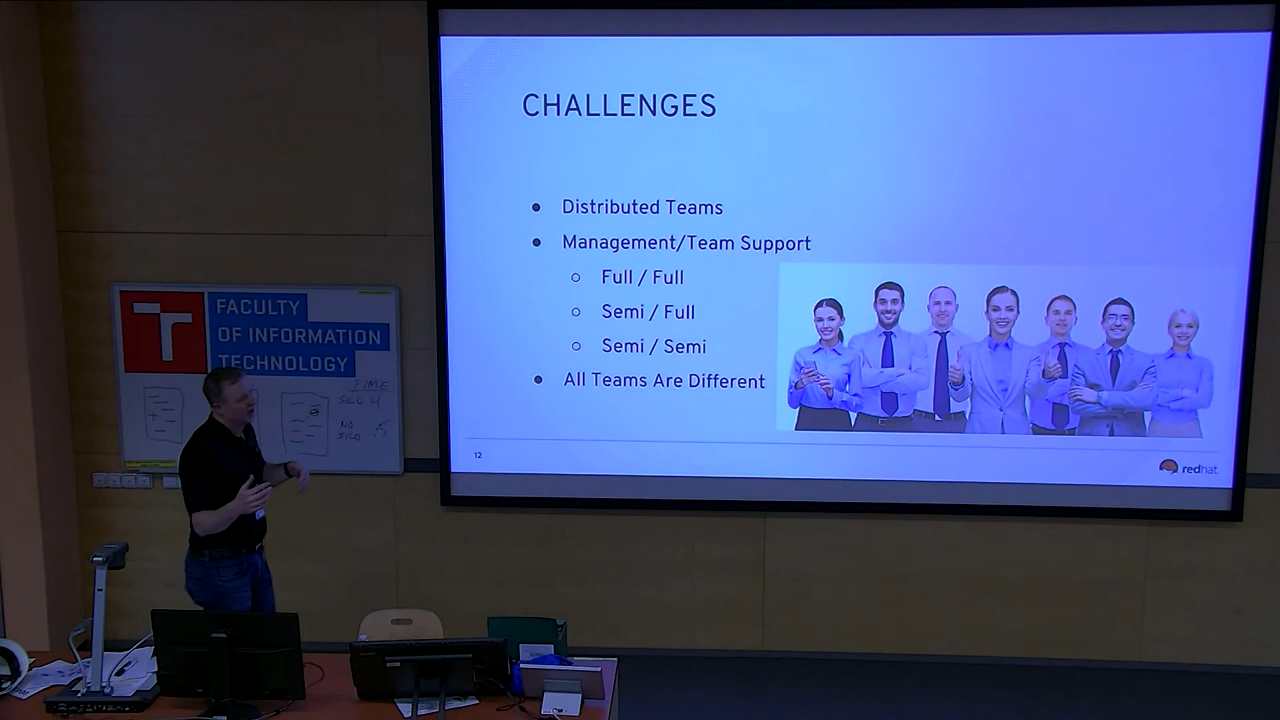 CHALLENGES
Distributed Teams
Management/Team Support
Full / Full
Semi / Full
Semi / Semi
All Teams Are Different
12
redhat
FACULTY
OF INFORMATION
TECHNOLOGY
TIME
NO
SILO